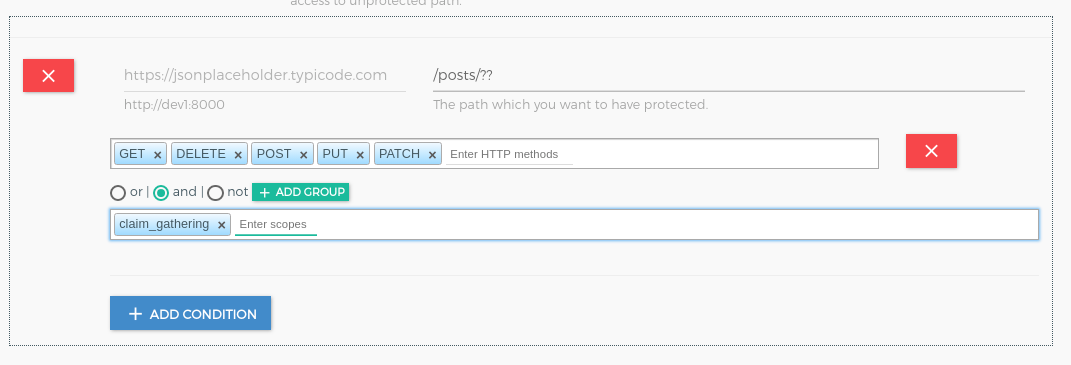 access to unprotected path.
https://jsonplaceholder.typicode.com /posts/??
http://dev1:8000 The path which you want to have protected.
GET × DELETE × POST × PUT × PATCH × Enter HTTP methods
or | and | not + ADD GROUP
claim_gathering × Enter scopes
+ ADD CONDITION